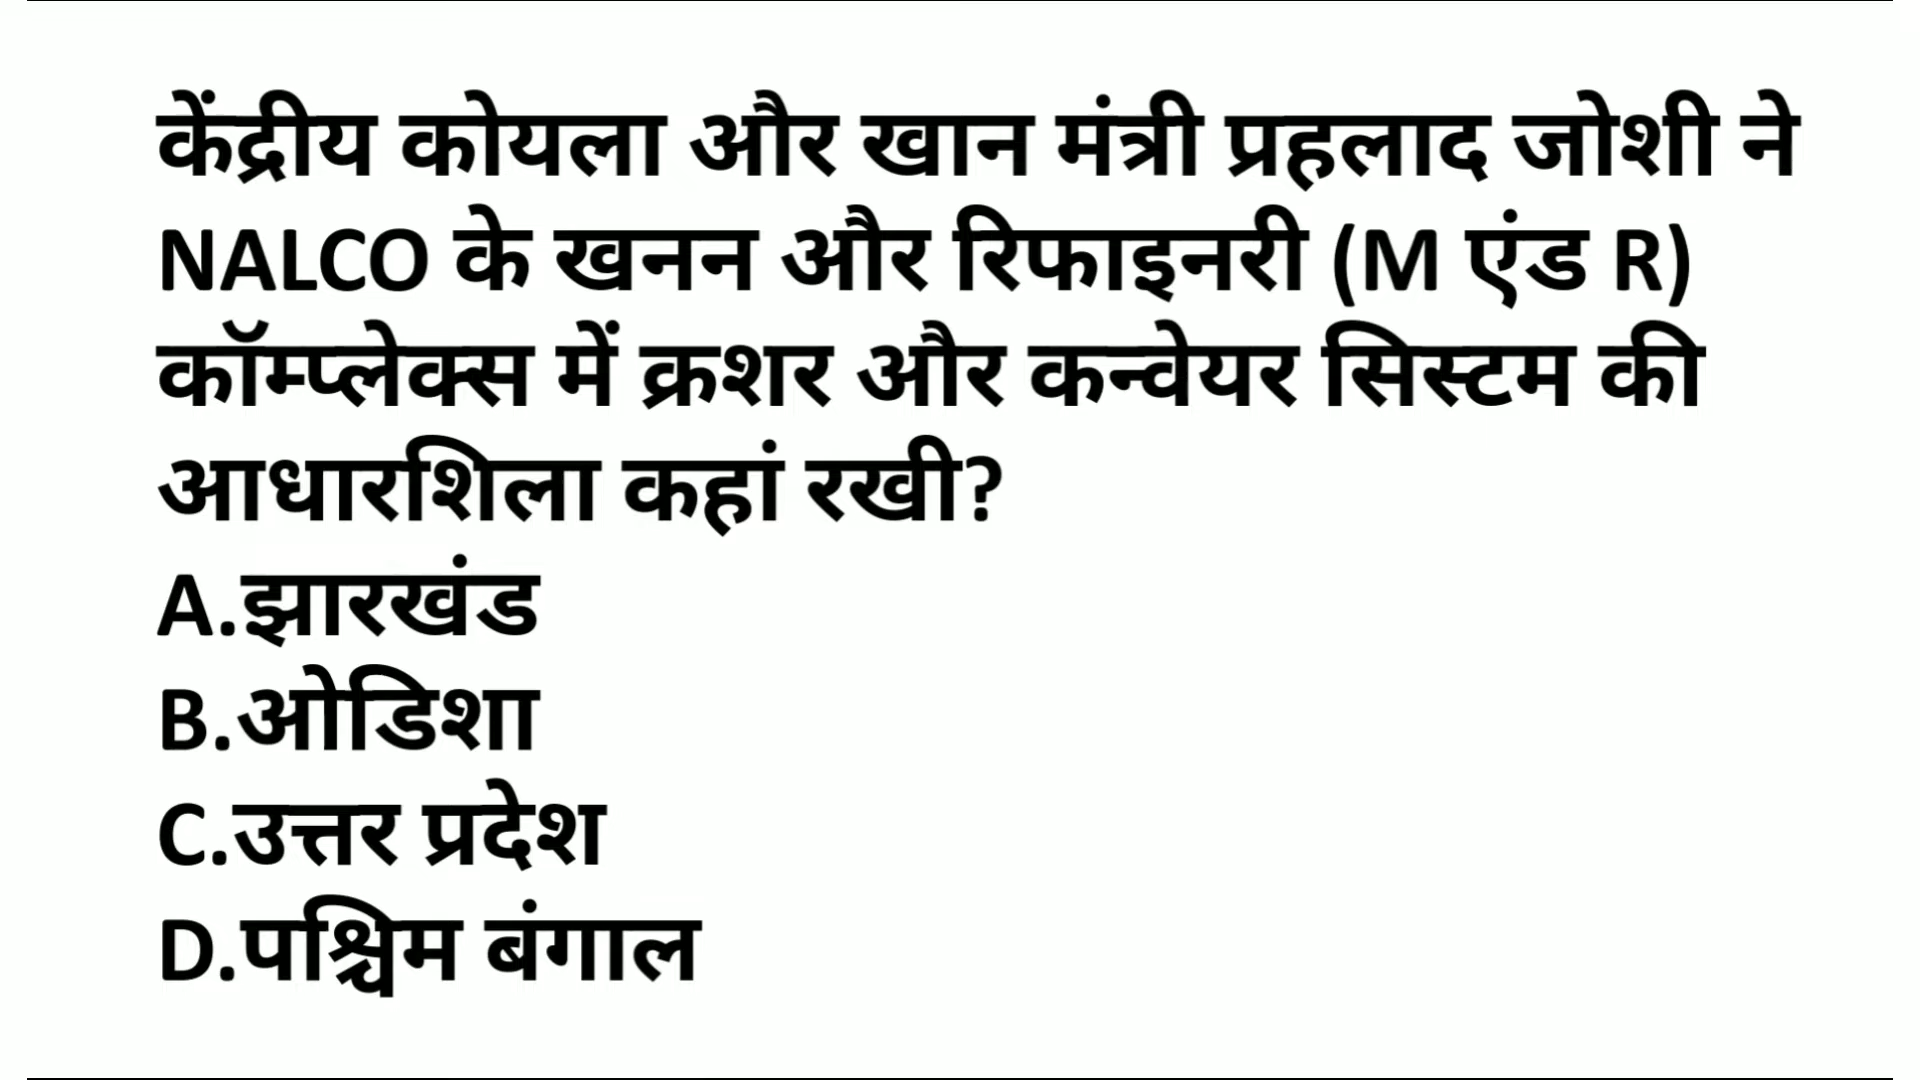 केंद्रीय कोयला और खान मंत्री प्रहलाद जोशी ने
NALCO के खनन और रिफाइनरी (M एंड R)
कॉम्प्लेक्स में क्रशर और कन्वेयर सिस्टम की
आधारशिला कहां रखी?
A.झारखंड
B.ओडिशा
C.उत्तर प्रदेश
D.पश्चिम बंगाल